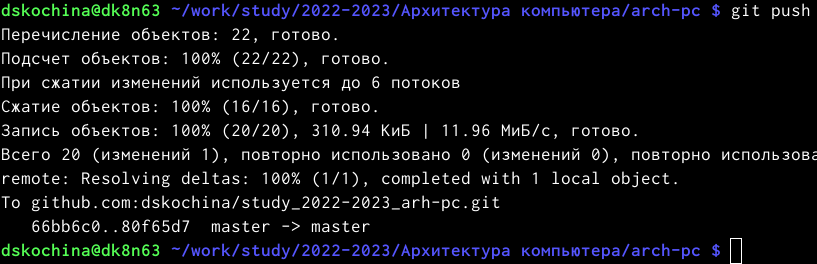 dskochina@dk8n63 ~/work/study/2022-2023/Архитектура компьютера/arch-pc $ git push
Перечисление объектов: 22, готово.
Подсчет объектов: 100% (22/22), готово.
При сжатии изменений используется до 6 потоков
Сжатие объектов: 100% (16/16), готово.
Запись объектов: 100% (20/20), 310.94 КиБ | 11.96 МиБ/с, готово.
Всего 20 (изменений 1), повторно использовано 0 (изменений 0), повторно использова
remote: Resolving deltas: 100% (1/1), completed with 1 local object.
To github.com:dskochina/study_2022-2023_arh-pc.git
   66bb6c0..80f65d7  master -> master
dskochina@dk8n63 ~/work/study/2022-2023/Архитектура компьютера/arch-pc $